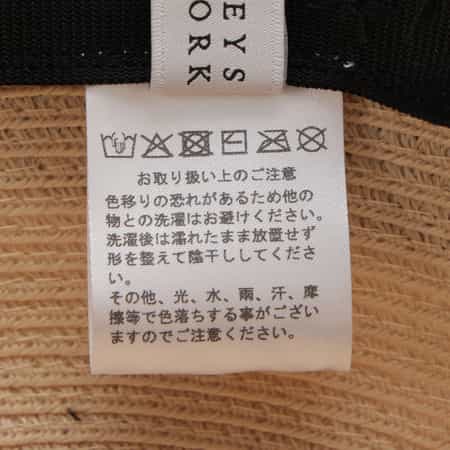 EYS
ORK
お取り扱い上のご注意
色移りの恐れがあるため他の
物との洗濯はお避けください。
洗濯後は濡れたまま放置せず
形を整えて陰干ししてくださ
い。
その他、光、水、雨、汗、摩
擦等で色落ちする事がござい
ますのでご注意ください。